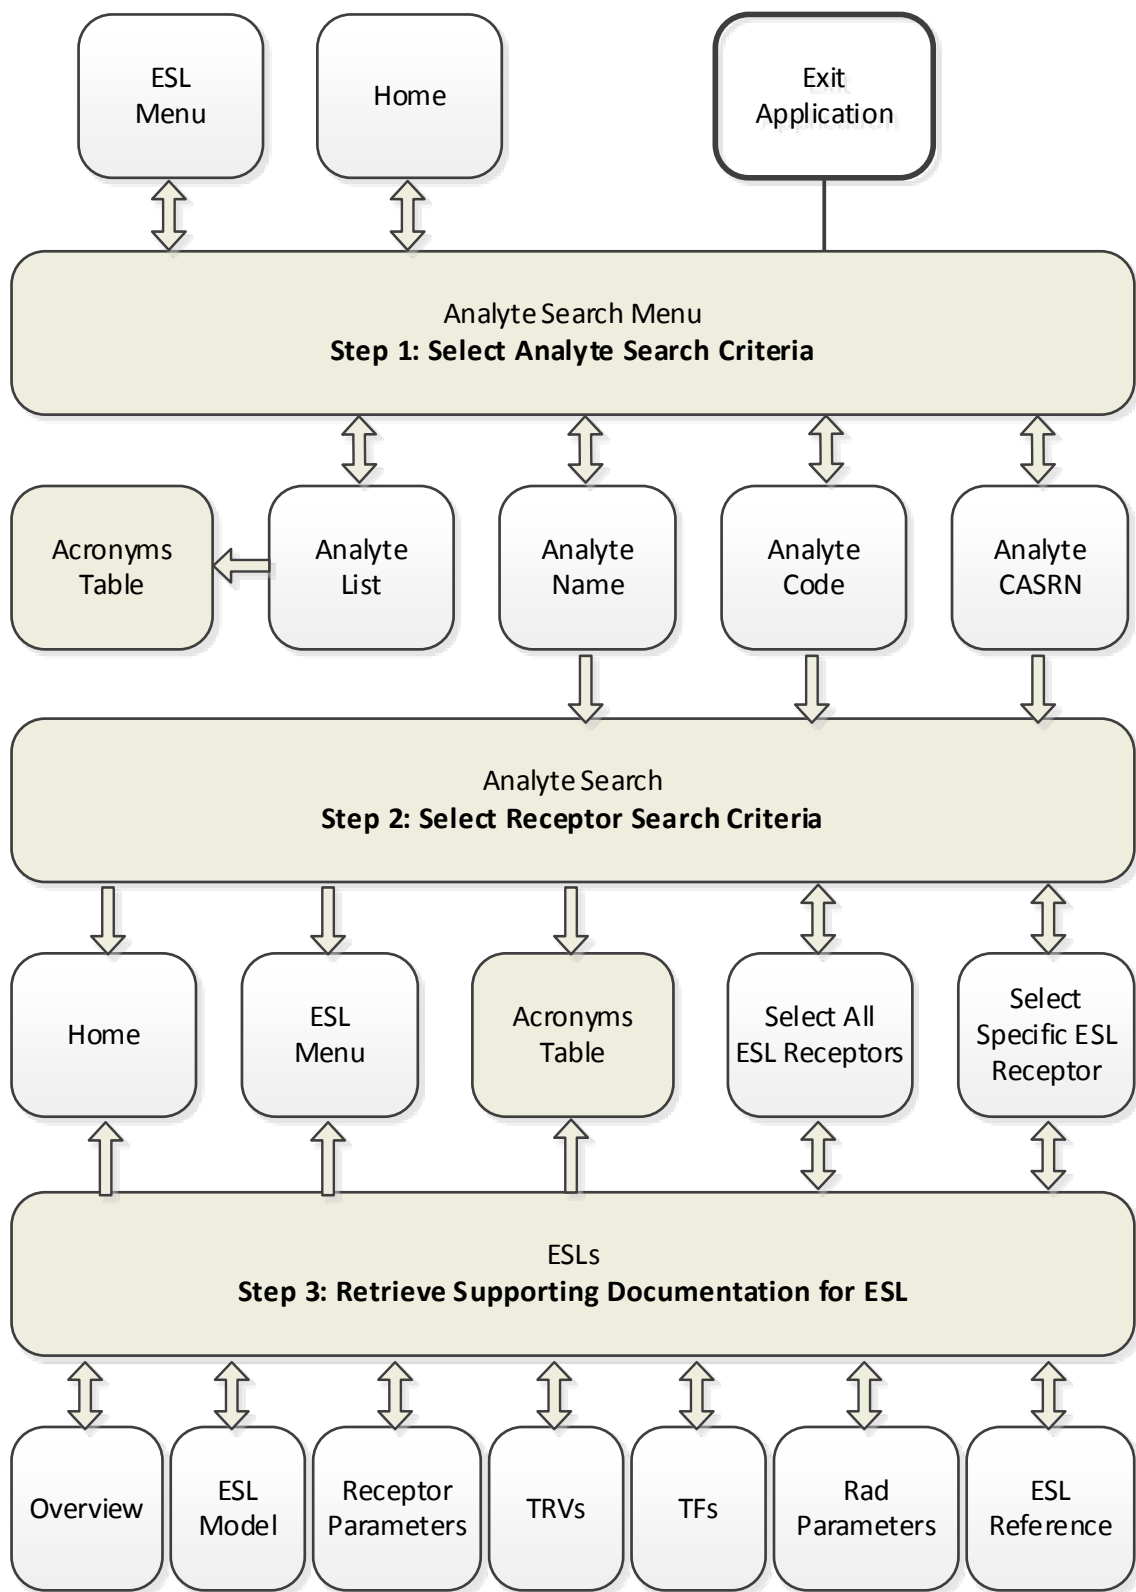 ESL
Menu
Home
Exit
Application
Analyte Search Menu
Step 1: Select Analyte Search Criteria
Acronyms
Table
Analyte
List
Analyte
Name
Analyte
Code
Analyte
CASRN
Analyte Search
Step 2: Select Receptor Search Criteria
Home
ESL
Menu
Acronyms
Table
Select All
ESL Receptors
Select
Specific ESL
Receptor
ESLs
Step 3: Retrieve Supporting Documentation for ESL
Overview
ESL
Model
Receptor
Parameters
TRVs
TFs
Rad
Parameters
ESL
Reference